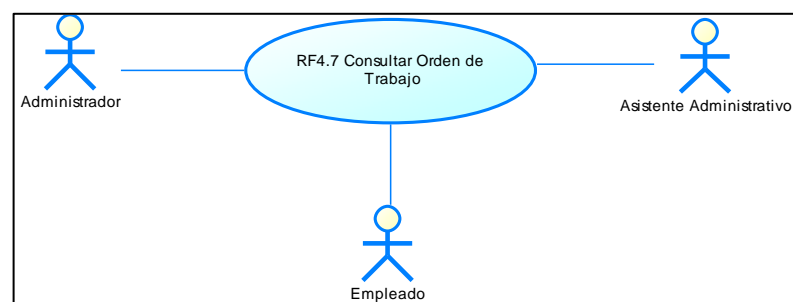 RF4.7 Consultar Orden de
Trabajo
Administrador
Asistente Administrativo
Empleado